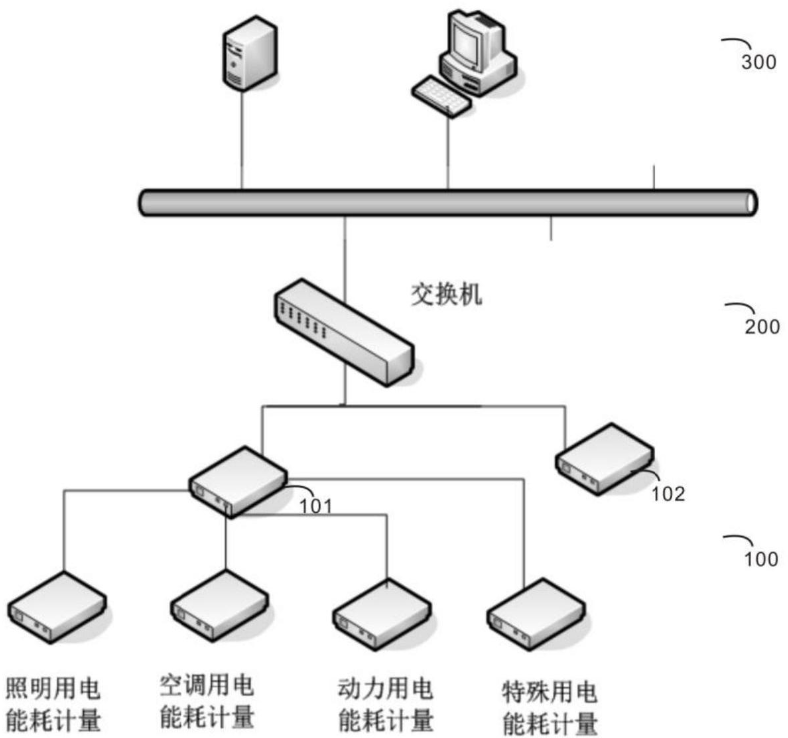 300
交换机
200
101
102
100
照明用电
能耗计量
空调用电
能耗计量
动力用电
能耗计量
特殊用电
能耗计量